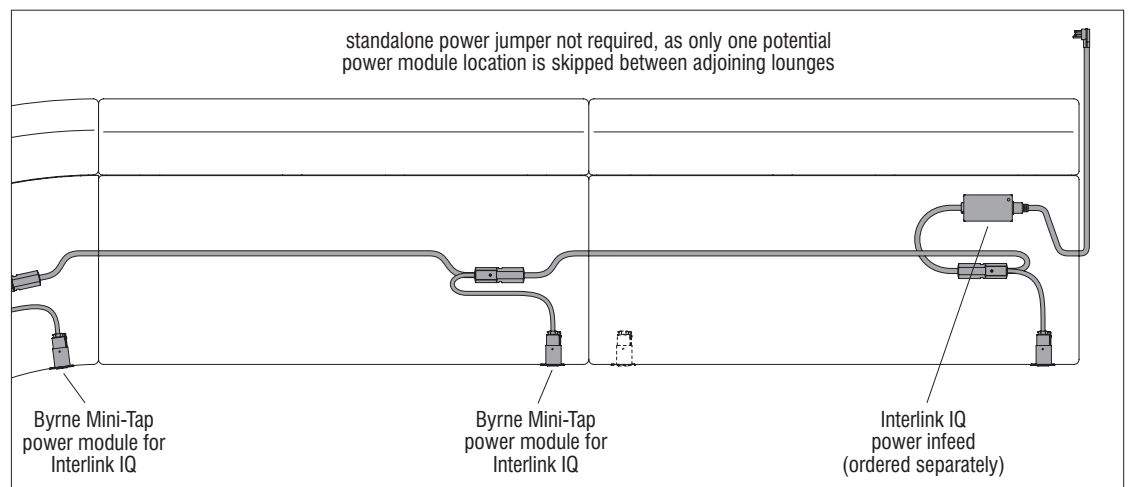 standalone power jumper not required, as only one potential
power module location is skipped between adjoining lounges
Byrne Mini-Tap
power module for
Interlink IQ
Byrne Mini-Tap
power module for
Interlink IQ
Interlink IQ
power infeed
(ordered separately)